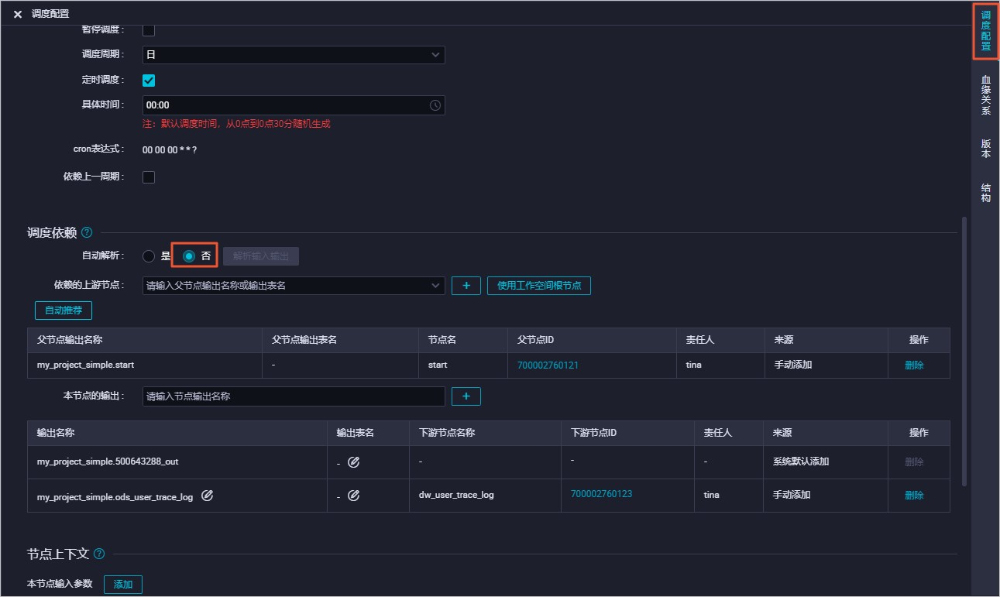 调度配置
暂停调度：
调度周期：
日
定时调度：
具体时间：
00:00
注：默认调度时间，从0点到0点30分随机生成
cron表达式：
00 00 00 * * ?
依赖上一周期：
调度依赖
自动解析：
是
否
解析输入输出
依赖的上游节点：
请输入父节点输出名称或输出表名
+
使用工作空间根节点
自动推荐
父节点输出名称 父节点输出表名 节点名 父节点ID 责任人 来源 操作
my_project_simple.start - start 700002760121 tina 手动添加 删除
本节点的输出：
请输入节点输出名称
+
输出名称 输出表名 下游节点名称 下游节点ID 责任人 来源 操作
my_project_simple.500643288_out - - - - 系统默认添加 删除
my_project_simple.ods_user_trace_log - dw_user_trace_log 700002760123 tina 手动添加 删除
节点上下文
本节点输入参数
添加
调度配置
血缘关系
版本
结构